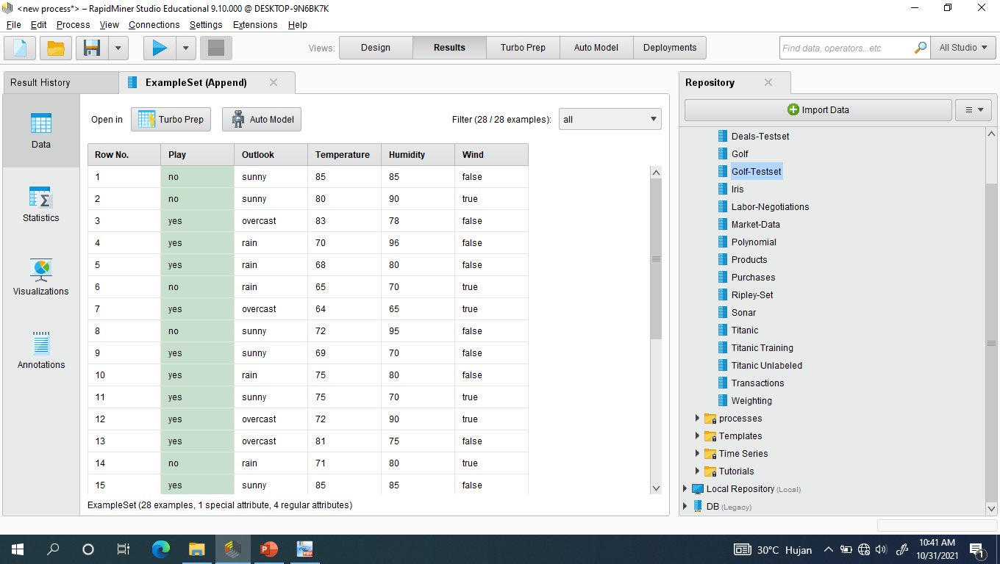 <new process*> – RapidMiner Studio Educational 9.10.000 @ DESKTOP-9N6BK7K
File Edit Process View Connections Settings Extensions Help
Views: Design Results Turbo Prep Auto Model Deployments Find data, operators...etc All Studio
Result History ExampleSet (Append)
Open in Turbo Prep Auto Model Filter (28 / 28 examples): all
Data
Statistics
Visualizations
Annotations
Row No. Play Outlook Temperature Humidity Wind
1 no sunny 85 85 false
2 no sunny 80 90 true
3 yes overcast 83 78 false
4 yes rain 70 96 false
5 yes rain 68 80 false
6 no rain 65 70 true
7 yes overcast 64 65 true
8 no sunny 72 95 false
9 yes sunny 69 70 false
10 yes rain 75 80 false
11 yes sunny 75 70 true
12 yes overcast 72 90 true
13 yes overcast 81 75 false
14 no rain 71 80 true
15 yes sunny 85 85 false
ExampleSet (28 examples, 1 special attribute, 4 regular attributes)
Repository
Import Data
Deals-Testset
Golf
Golf-Testset
Iris
Labor-Negotiations
Market-Data
Polynomial
Products
Purchases
Ripley-Set
Sonar
Titanic
Titanic Training
Titanic Unlabeled
Transactions
Weighting
processes
Templates
Time Series
Tutorials
Local Repository (Local)
DB (Legacy)
30°C Hujan
10:41 AM
10/31/2021
1